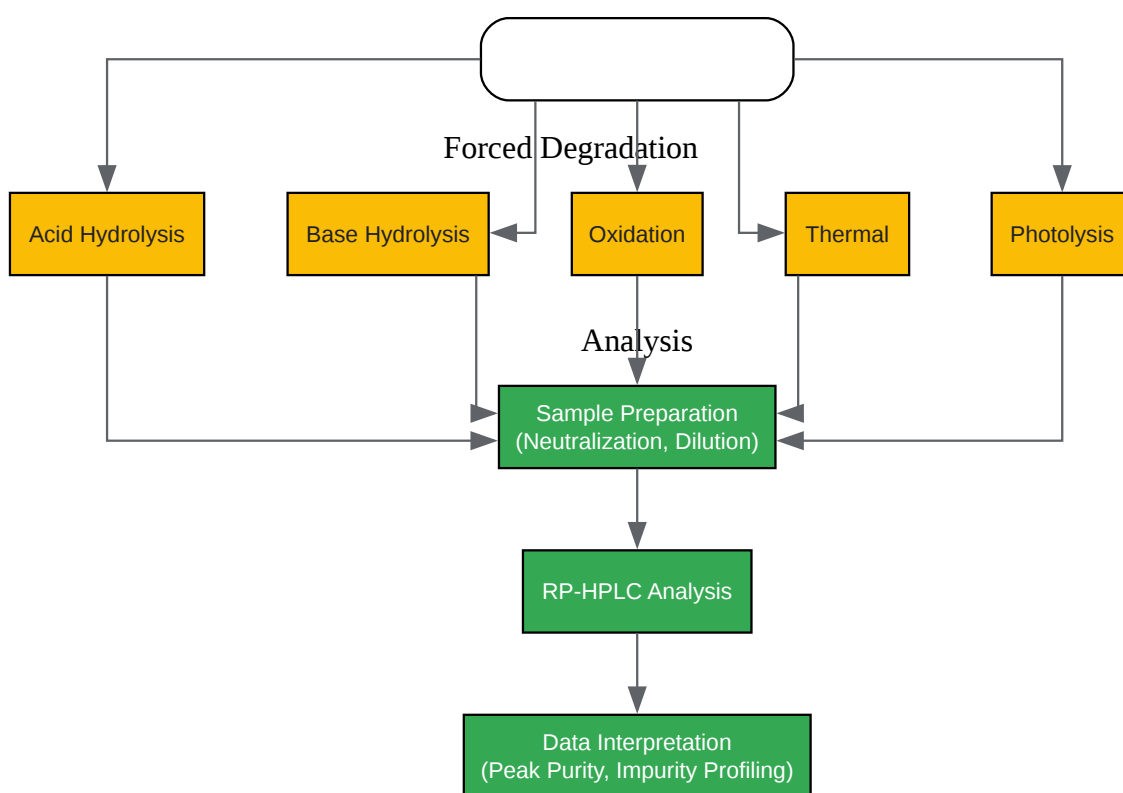 Forced Degradation
Acid Hydrolysis
Base Hydrolysis
Oxidation
Thermal
Photolysis
Analysis
Sample Preparation
(Neutralization, Dilution)
RP-HPLC Analysis
Data Interpretation
(Peak Purity, Impurity Profiling)